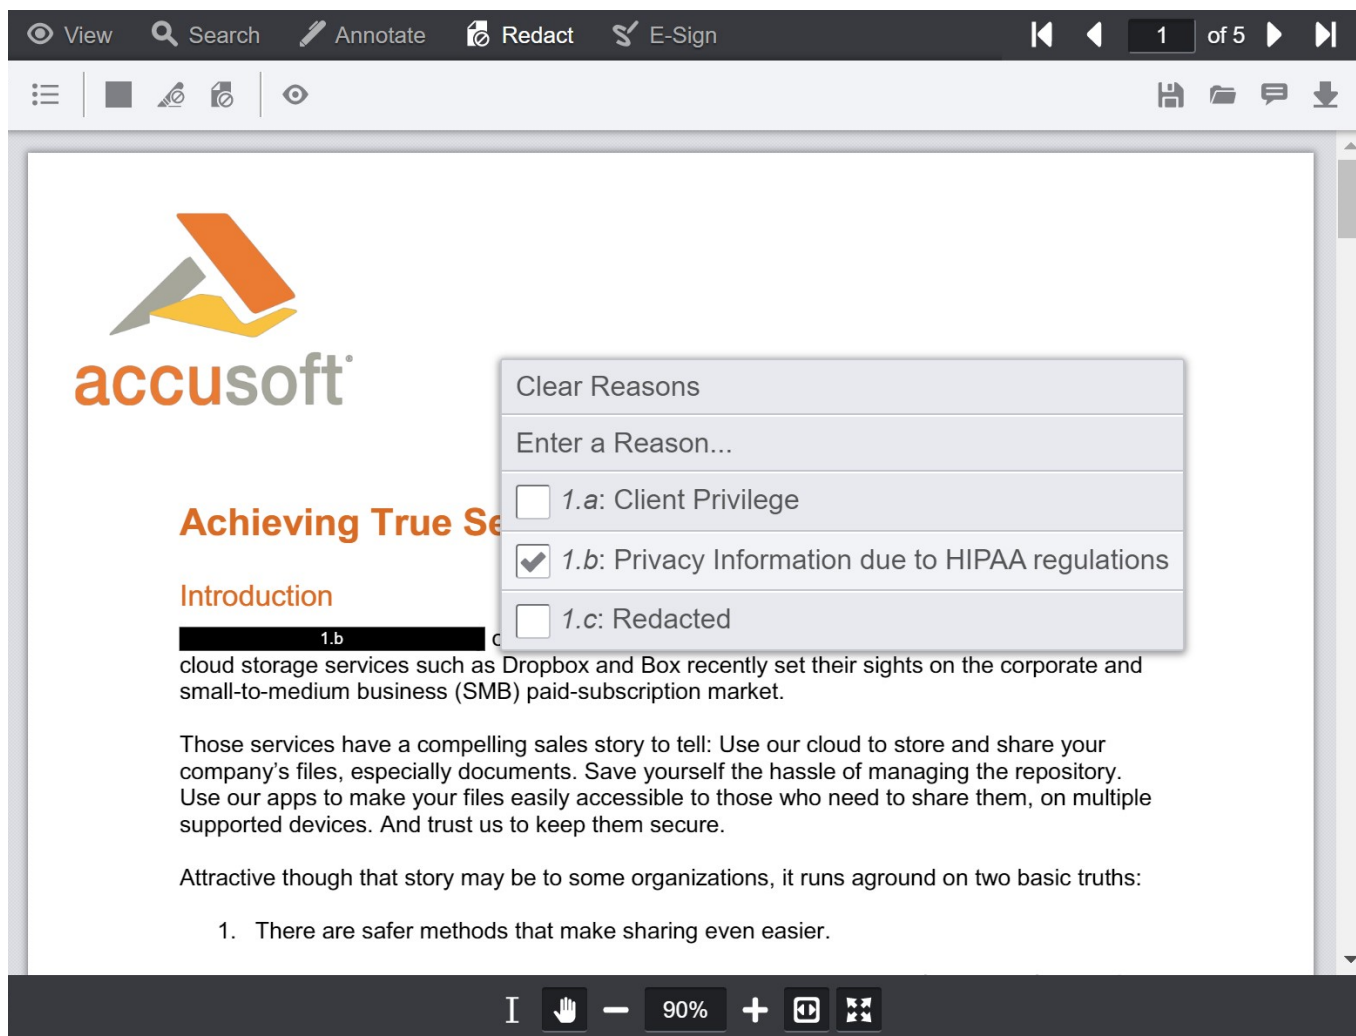 View Search Annotate Redact E-Sign 1 of 5
accusoft®
Clear Reasons
Enter a Reason...
1.a: Client Privilege
1.b: Privacy Information due to HIPAA regulations
1.c: Redacted
Achieving True
Introduction
1.b
cloud storage services such as Dropbox and Box recently set their sights on the corporate and
small-to-medium business (SMB) paid-subscription market.
Those services have a compelling sales story to tell: Use our cloud to store and share your
company’s files, especially documents. Save yourself the hassle of managing the repository.
Use our apps to make your files easily accessible to those who need to share them, on multiple
supported devices. And trust us to keep them secure.
Attractive though that story may be to some organizations, it runs aground on two basic truths:
1. There are safer methods that make sharing even easier.
90%